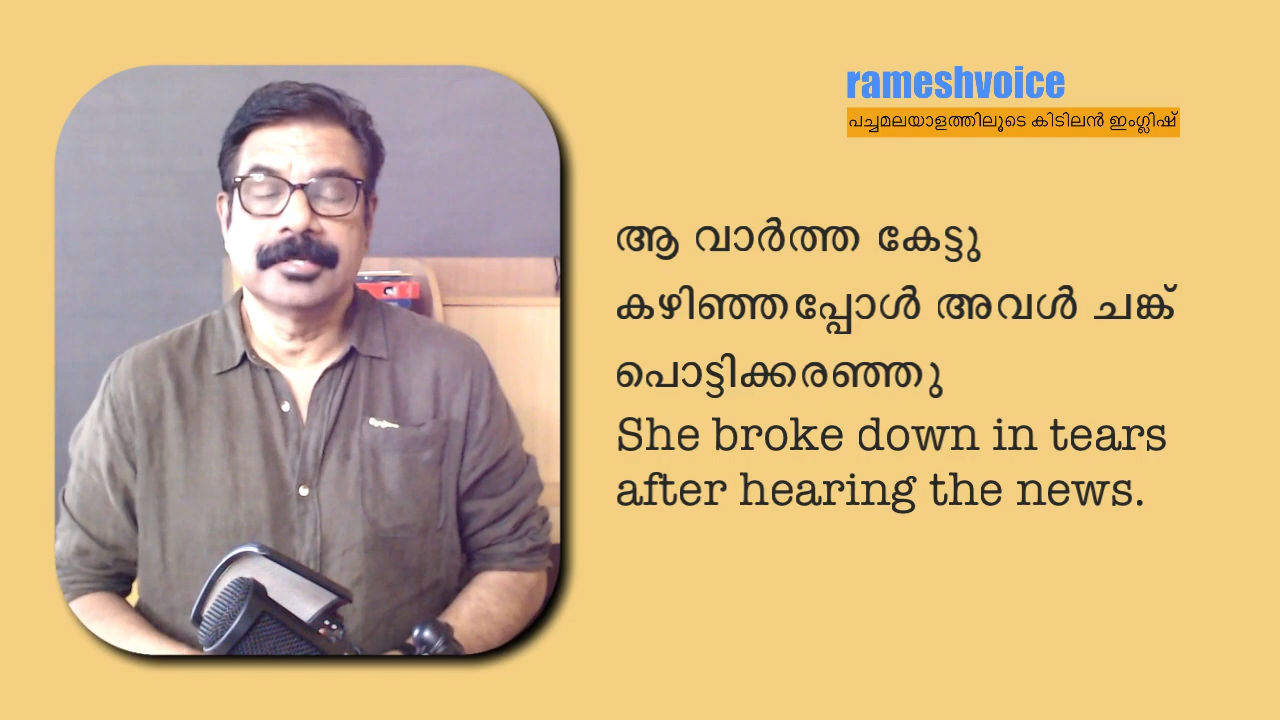 rameshvoice
പച്ചമലയാളത്തിലൂടെ കിടിലൻ ഇംഗ്ലിഷ്
ആ വാർത്ത കേട്ടു
കഴിഞ്ഞപ്പോൾ അവൾ ചങ്ക്
പൊട്ടിക്കരഞ്ഞു
She broke down in tears
after hearing the news.